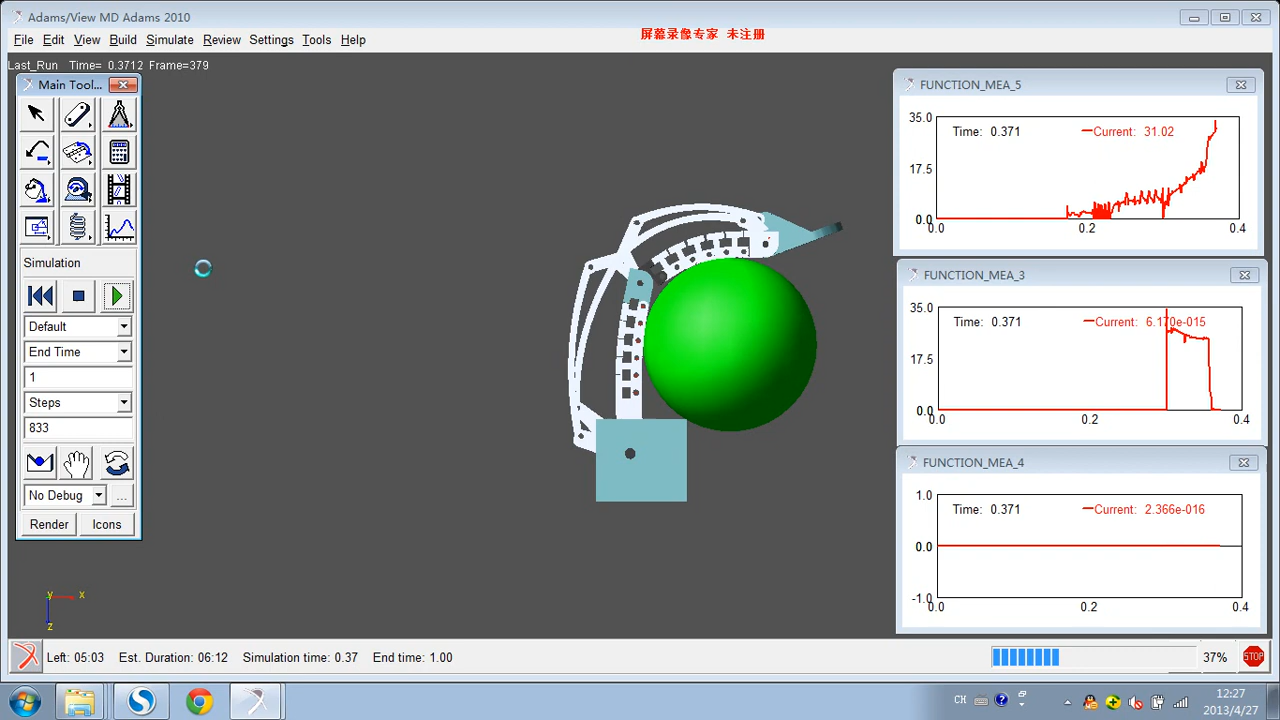 Adams/View MD Adams 2010
File Edit View Build Simulate Review Settings Tools Help
屏幕录像专家 未注册
Last_Run Time= 0.3712 Frame=379
Main Tool...
Simulation
Default
End Time
1
Steps
833
No Debug
...
Render Icons
y x
z
FUNCTION_MEA_5
35.0
17.5
0.0
Time: 0.371 Current: 31.02
0.0 0.2 0.4
FUNCTION_MEA_3
35.0
17.5
0.0
Time: 0.371 Current: 6.170e-015
0.0 0.2 0.4
FUNCTION_MEA_4
1.0
0.0
-1.0
Time: 0.371 Current: 2.366e-016
0.0 0.2 0.4
Left: 05:03 Est. Duration: 06:12 Simulation time: 0.37 End time: 1.00
37%
STOP
CH
12:27
2013/4/27